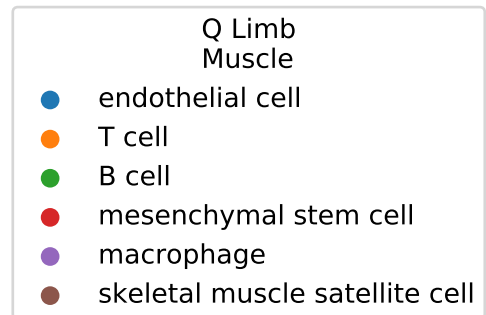 Q Limb
Muscle
endothelial cell
T cell
B cell
mesenchymal stem cell
macrophage
skeletal muscle satellite cell